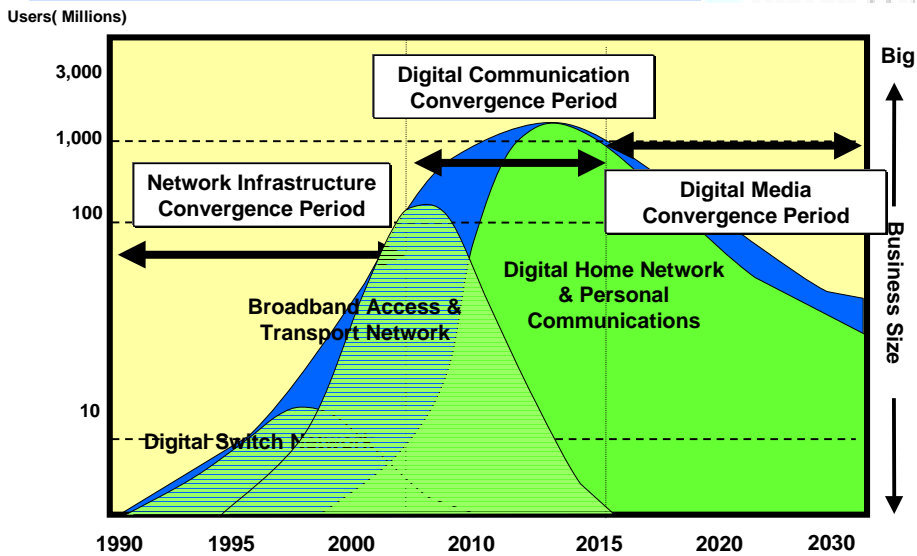 Users( Millions)
Big
3,000
1,000
100
10
Digital Communication
Convergence Period
Network Infrastructure
Convergence Period
Digital Media
Convergence Period
Business Size
Digital Home Network
& Personal
Communications
Broadband Access &
Transport Network
Digital Switch
1990 1995 2000 2010 2015 2020 2030